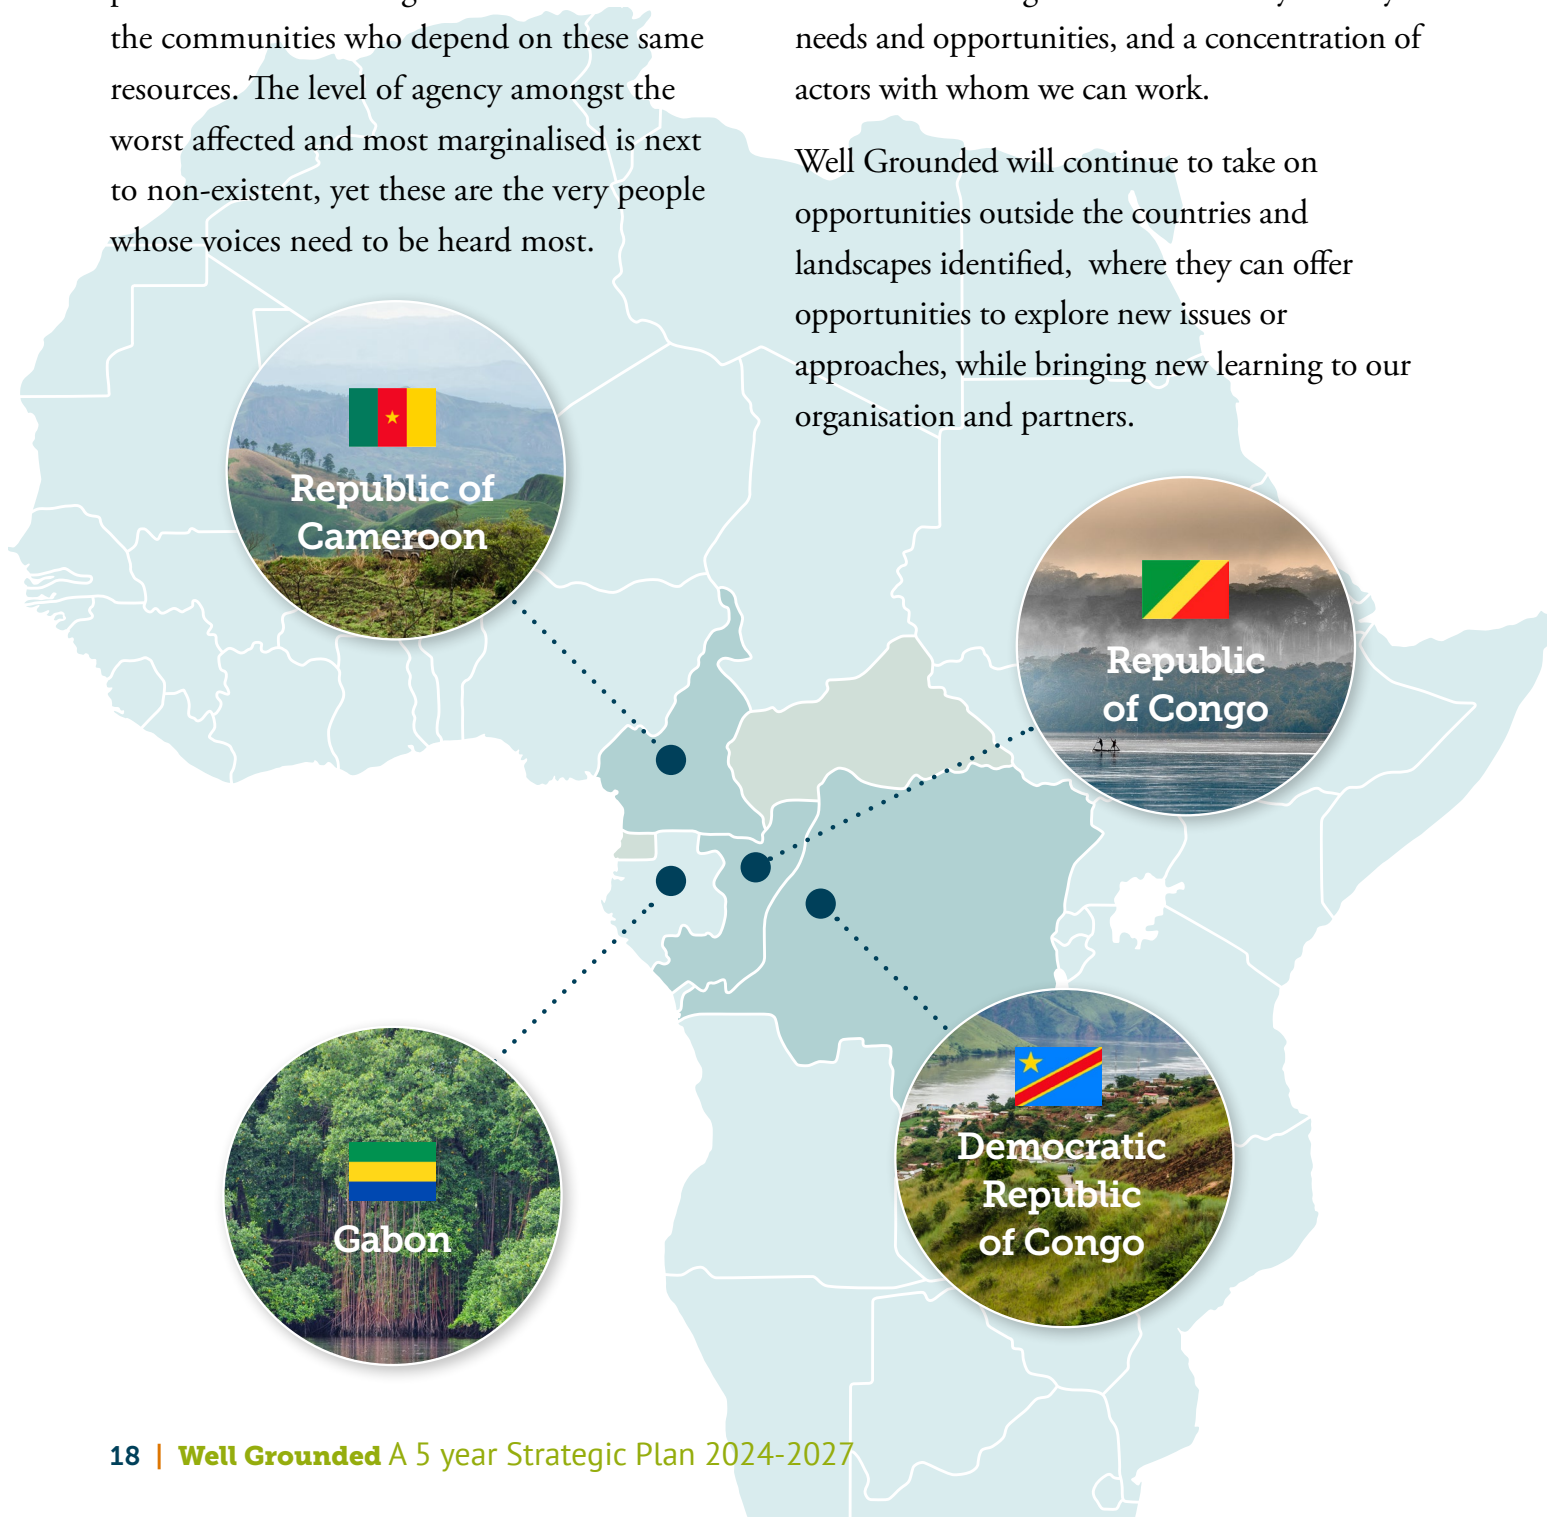 the communities who depend on these same
resources. The level of agency amongst the
worst affected and most marginalised is next
to non-existent, yet these are the very people
whose voices need to be heard most.
needs and opportunities, and a concentration of
actors with whom we can work.
Well Grounded will continue to take on
opportunities outside the countries and
landscapes identified,  where they can offer
opportunities to explore new issues or
approaches, while bringing new learning to our
organisation and partners.
Republic of
Cameroon
Republic
of Congo
Gabon
Democratic
Republic
of Congo
18 | Well Grounded A 5 year Strategic Plan 2024-2027